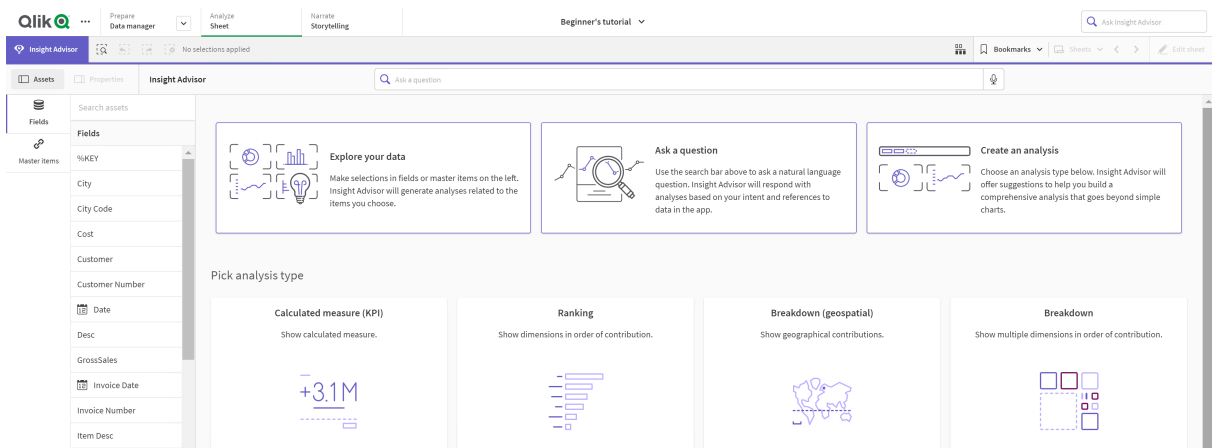 Qlik
Prepare
Data manager
Analyze
Sheet
Narrate
Storytelling
Beginner's tutorial
Ask Insight Advisor
Insight Advisor
No selections applied
Bookmarks
Sheets
Edit sheet
Assets
Properties
Insight Advisor
Ask a question
Fields
Master items
Search assets
Fields
%KEY
City
City Code
Cost
Customer
Customer Number
Date
Desc
GrossSales
Invoice Date
Invoice Number
Item Desc
Explore your data
Make selections in fields or master items on the left.
Insight Advisor will generate analyses related to the
items you choose.
Ask a question
Use the search bar above to ask a natural language
question. Insight Advisor will respond with
analyses based on your intent and references to
data in the app.
Create an analysis
Choose an analysis type below. Insight Advisor will
offer suggestions to help you build a
comprehensive analysis that goes beyond simple
charts.
Pick analysis type
Calculated measure (KPI)
Show calculated measure.
+3.1M
Ranking
Show dimensions in order of contribution.
Breakdown (geospatial)
Show geographical contributions.
Breakdown
Show multiple dimensions in order of contribution.